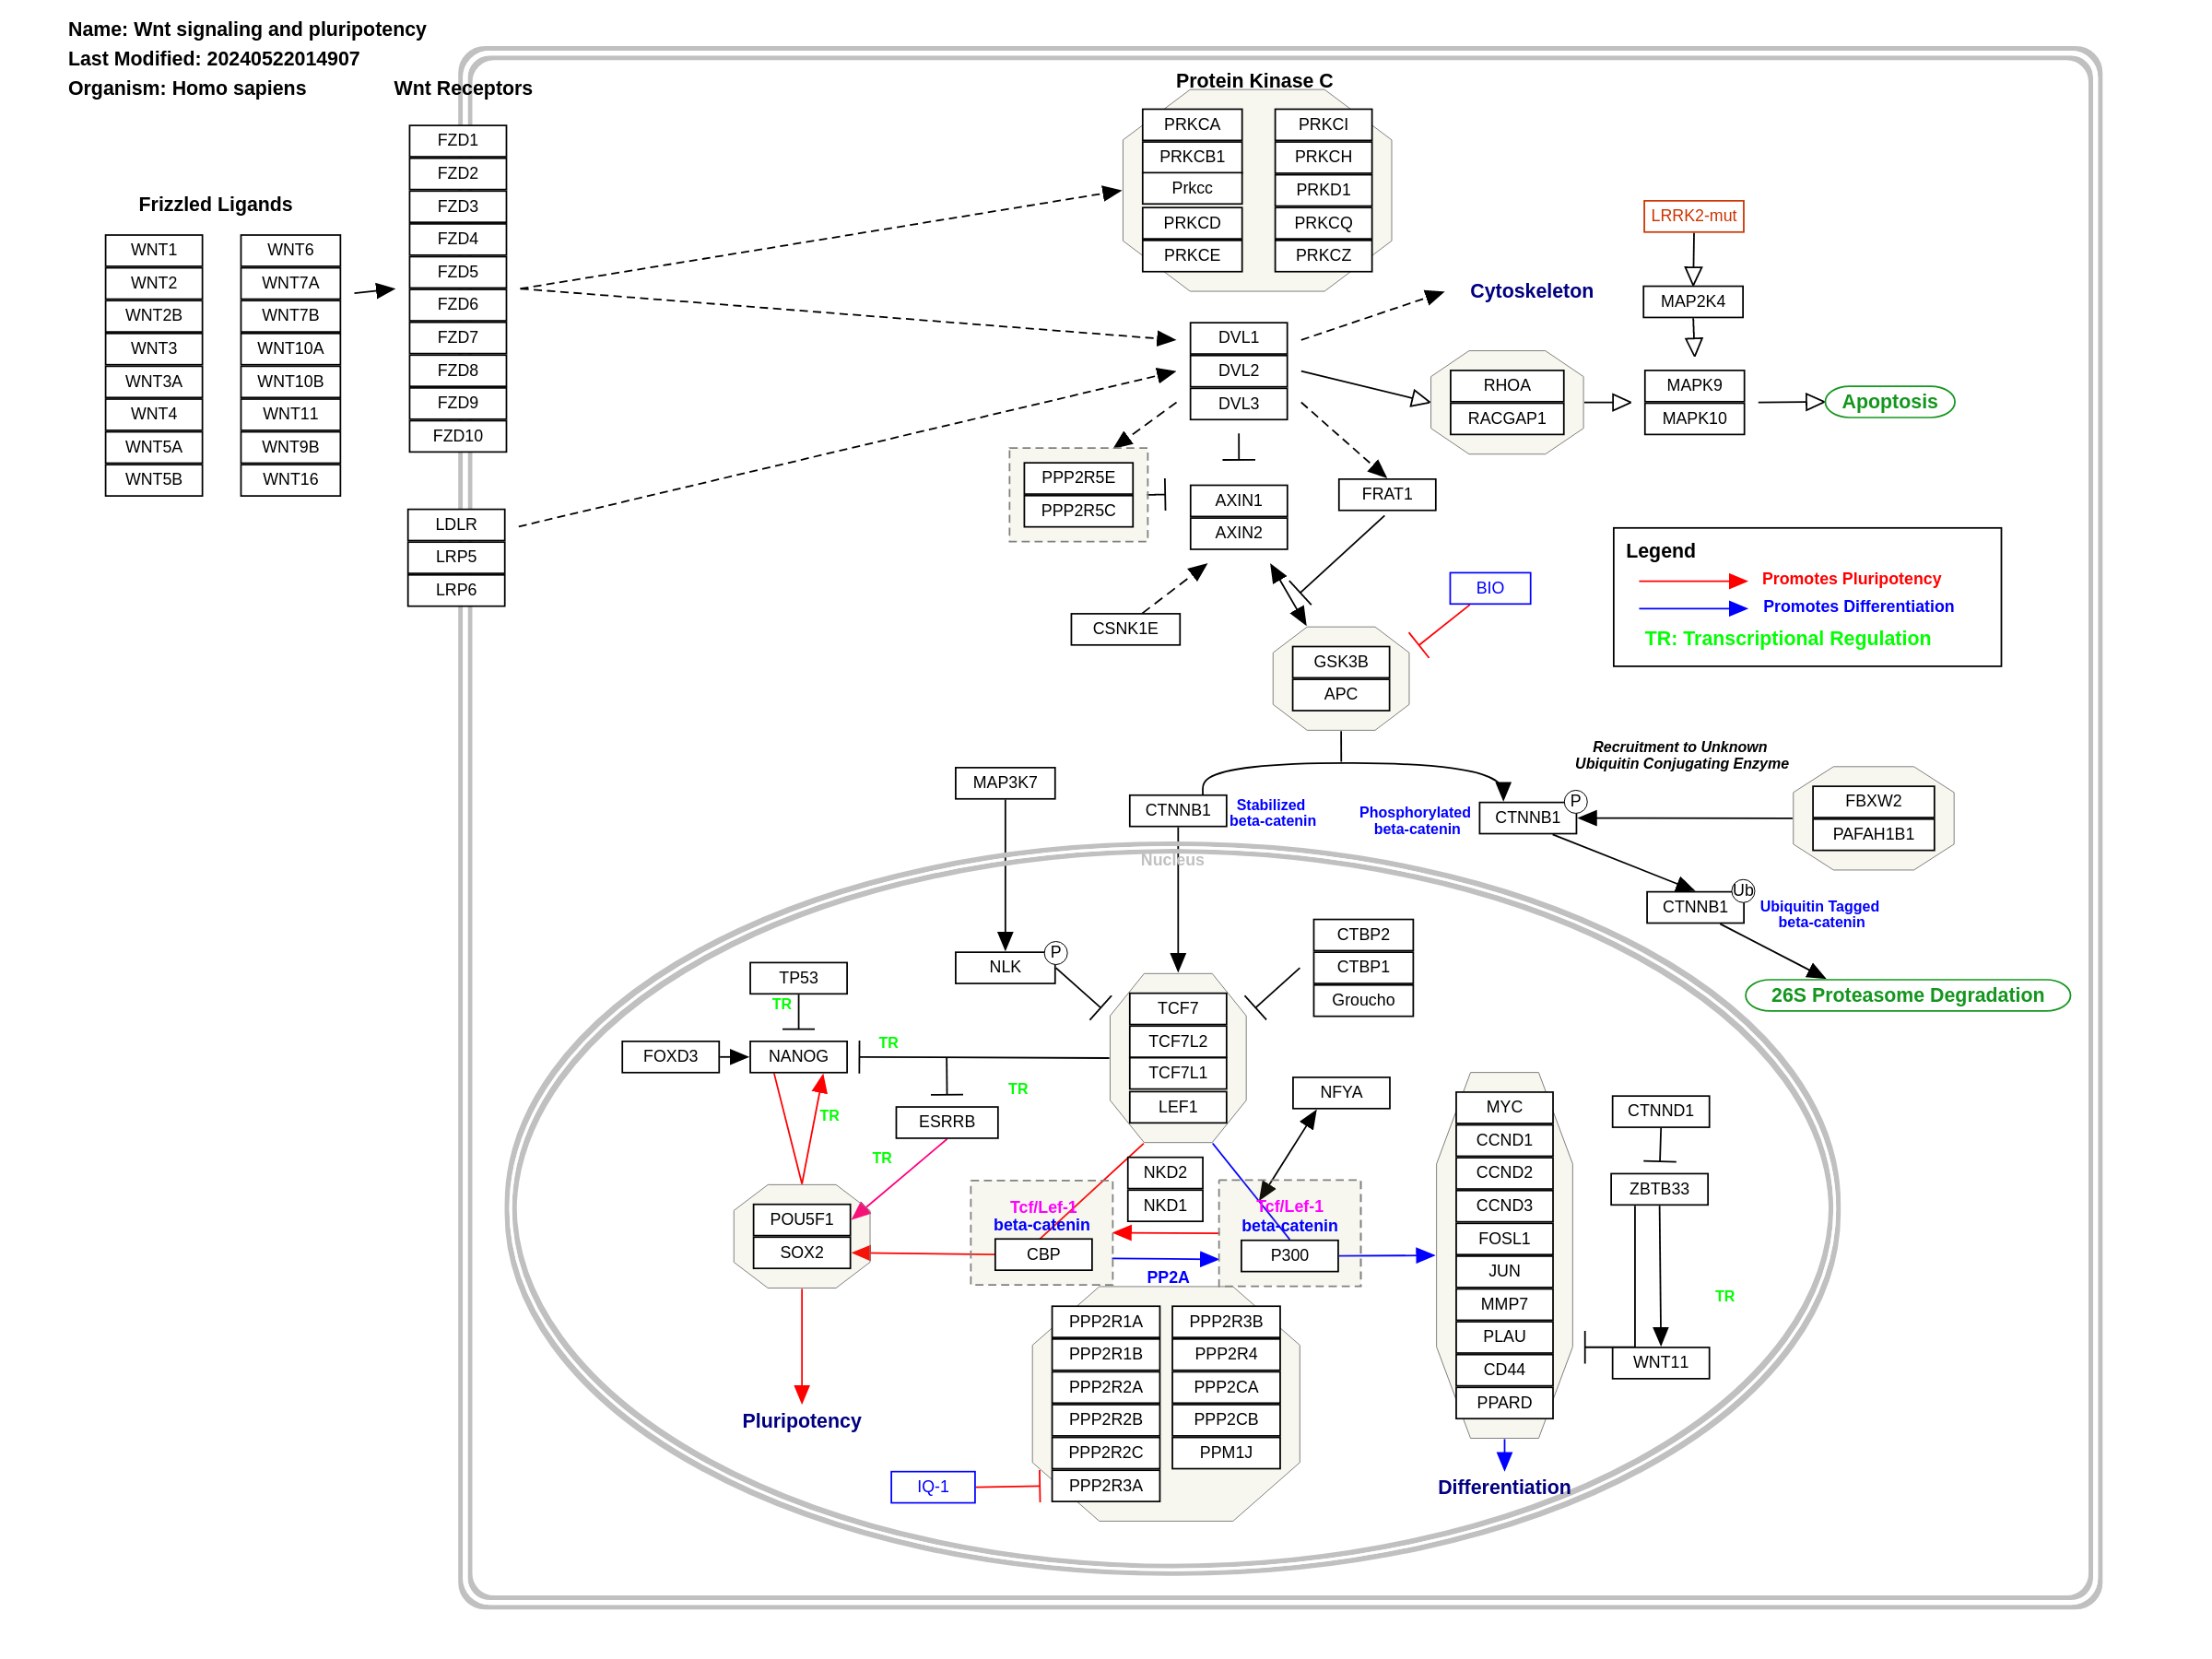 Name: Wnt signaling and pluripotency
Last Modified: 20240522014907
Organism: Homo sapiens
Wnt Receptors
FZD1
FZD2
FZD3
FZD4
FZD5
FZD6
FZD7
FZD8
FZD9
FZD10
LDLR
LRP5
LRP6
Frizzled Ligands
WNT1
WNT2
WNT2B
WNT3
WNT3A
WNT4
WNT5A
WNT5B
WNT6
WNT7A
WNT7B
WNT10A
WNT10B
WNT11
WNT9B
WNT16
Protein Kinase C
PRKCA
PRKCB1
Prkcc
PRKCD
PRKCE
PRKCI
PRKCH
PRKD1
PRKCQ
PRKCZ
Cytoskeleton
LRRK2-mut
MAP2K4
MAPK9
MAPK10
Apoptosis
DVL1
DVL2
DVL3
RHOA
RACGAP1
PPP2R5E
PPP2R5C
AXIN1
AXIN2
FRAT1
CSNK1E
BIO
GSK3B
APC
Legend
Promotes Pluripotency
Promotes Differentiation
TR: Transcriptional Regulation
Recruitment to Unknown
Ubiquitin Conjugating Enzyme
MAP3K7
CTNNB1
Stabilized
beta-catenin
Phosphorylated
beta-catenin
CTNNB1
P
FBXW2
PAFAH1B1
Nucleus
CTNNB1
Ub
Ubiquitin Tagged
beta-catenin
26S Proteasome Degradation
NLK
P
CTBP2
CTBP1
Groucho
TP53
TR
FOXD3
NANOG
TR
TCF7
TCF7L2
TCF7L1
LEF1
TR
TR
ESRRB
TR
NFYA
NKD2
NKD1
POU5F1
SOX2
Tcf/Lef-1
beta-catenin
CBP
Tcf/Lef-1
beta-catenin
P300
PP2A
PPP2R1A
PPP2R1B
PPP2R2A
PPP2R2B
PPP2R2C
PPP2R3A
PPP2R3B
PPP2R4
PPP2CA
PPP2CB
PPM1J
IQ-1
Pluripotency
MYC
CCND1
CCND2
CCND3
FOSL1
JUN
MMP7
PLAU
CD44
PPARD
Differentiation
CTNND1
ZBTB33
TR
WNT11